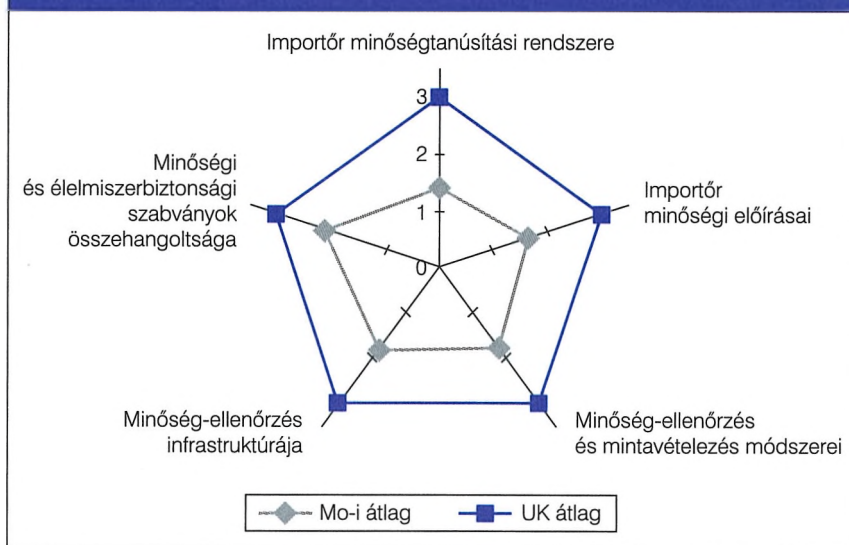 Importőr minőségtanúsítási rendszere
3
2
1
0
Minőségi
és élelmiszerbiztonsági
szabványok
összehangoltsága
Importőr
minőségi előírásai
Minőség-ellenőrzés
infrastruktúrája
Minőség-ellenőrzés
és mintavételezés módszerei
Mo-i átlag
UK átlag